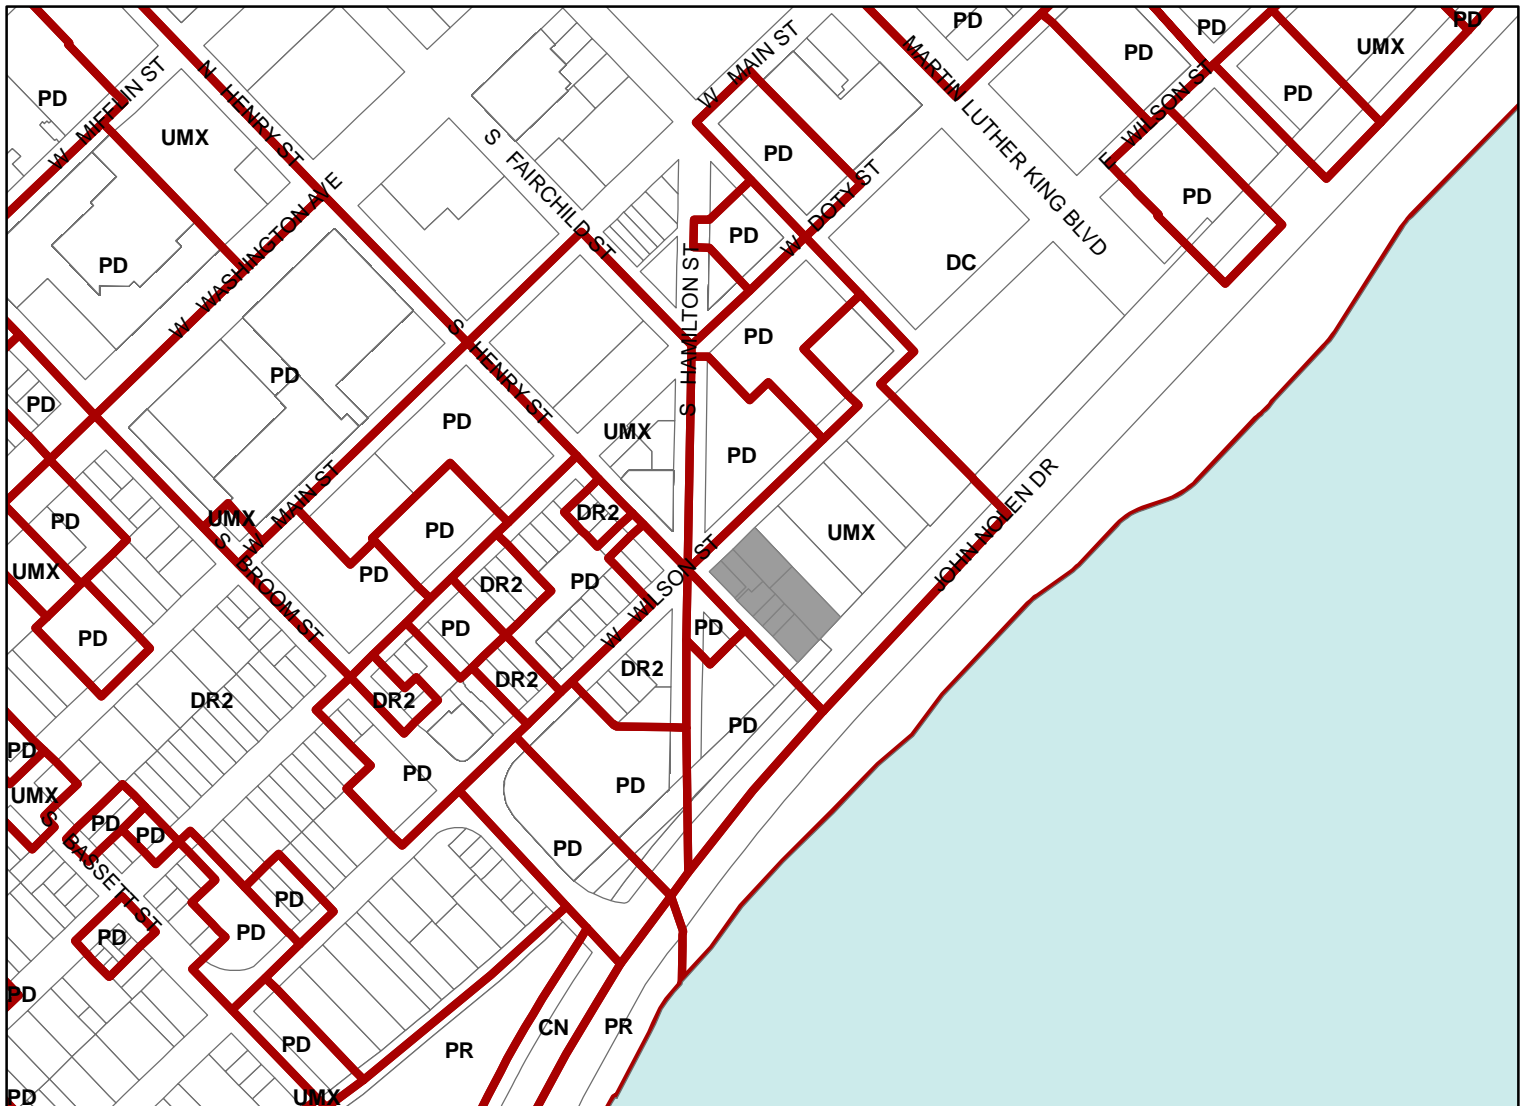 PD
PD
PD
UMX
W MAIN ST
PD
MARTIN LUTHER KING BLVD
PD
E WILSON ST
PD
PD
W MIFFLIN ST
UMX
N HENRY ST
S FAIRCHILD ST
PD
PD
W DOTY ST
PD
DC
PD
W WASHINGTON AVE
S HAMILTON ST
PD
PD
S HENRY ST
PD
PD
UMX
PD
PD
UMX
W MAIN ST
PD
DR2
UMX
JOHN NOLEN DR
UMX
S BROOM ST
PD
DR2
PD
W WILSON ST
PD
PD
PD
DR2
DR2
DR2
DR2
PD
PD
PD
PD
UMX
PD
PD
PD
S BASSETT ST
PD
PD
PD
PD
PD
PR
CN
PR
PD
UMX